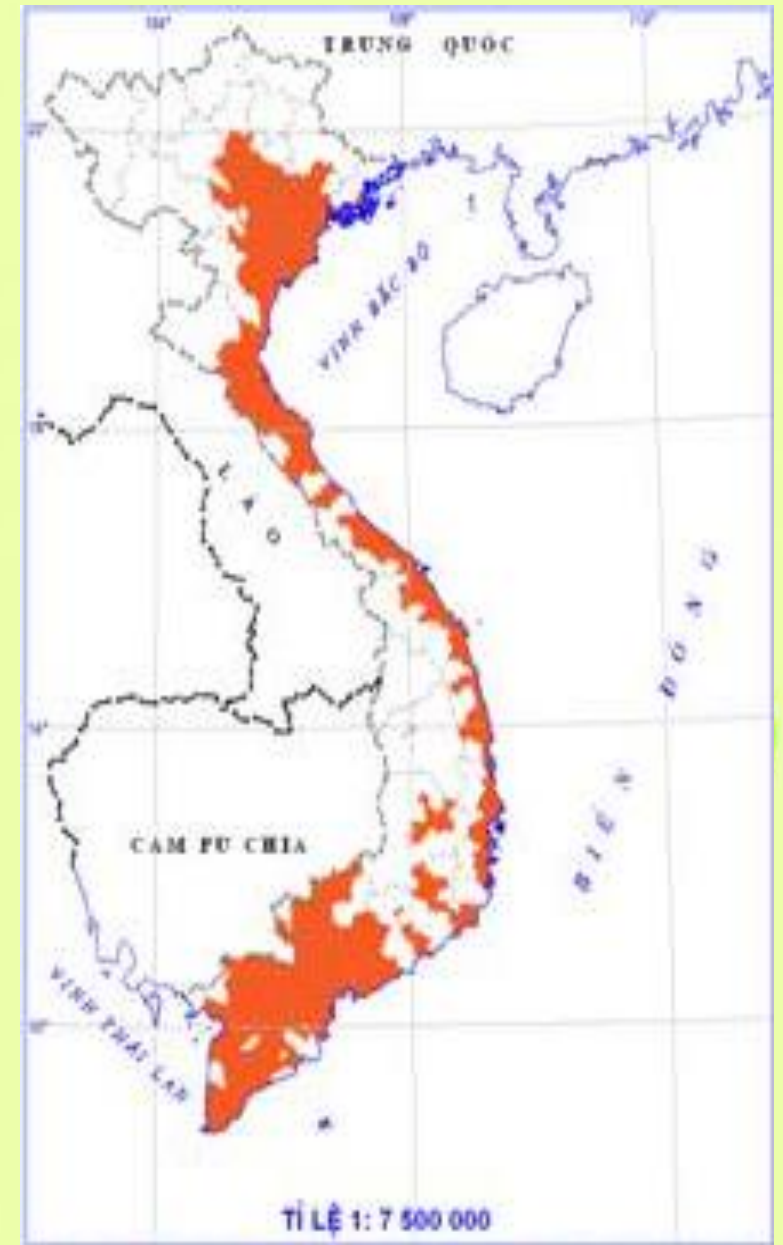 TRUNG QUỐC
VỊNH BẮC BỘ
LAO
BIỂN ĐÔNG
CAM PU CHIA
VỊNH THÁI LAN
TỈ LỆ 1: 7 500 000